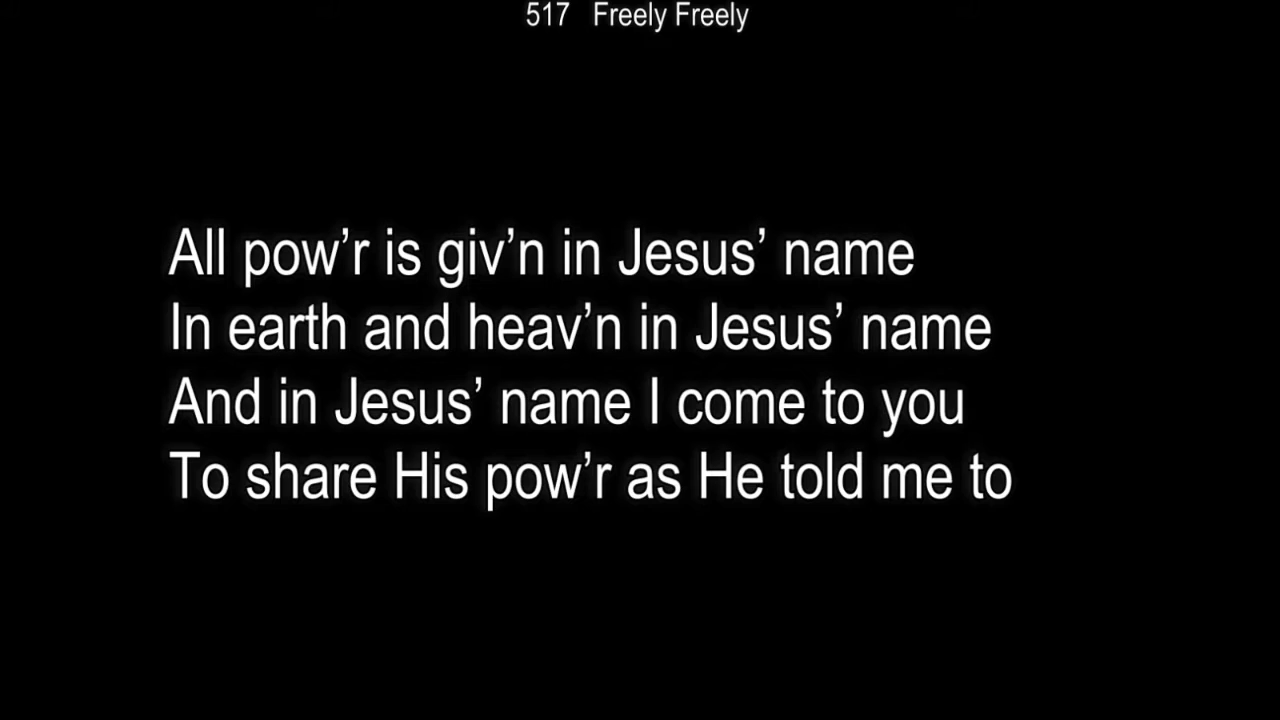 517 Freely Freely
All pow’r is giv’n in Jesus’ name
In earth and heav’n in Jesus’ name
And in Jesus’ name I come to you
To share His pow’r as He told me to